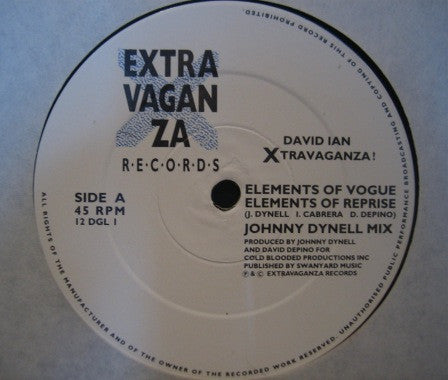 EXTRA
VAGAN
ZA
R·E·C·O·R·D·S
DAVID IAN
XTRAVAGANZA!
SIDE A
45 RPM
12 DGL 1
ELEMENTS OF VOGUE
ELEMENTS OF REPRISE
(J. DYNELL I. CABRERA D. DEPINO)
JOHNNY DYNELL MIX
PRODUCED BY JOHNNY DYNELL
AND DAVID DEPINO FOR
COLD BLOODED PRODUCTIONS INC
PUBLISHED BY SWANYARD MUSIC
℗ & © EXTRAVAGANZA RECORDS
ALL RIGHTS OF THE MANUFACTURER AND OF THE OWNER OF THE RECORDED WORK RESERVED. UNAUTHORISED PUBLIC PERFORMANCE BROADCASTING AND COPYING OF THIS RECORD PROHIBITED.